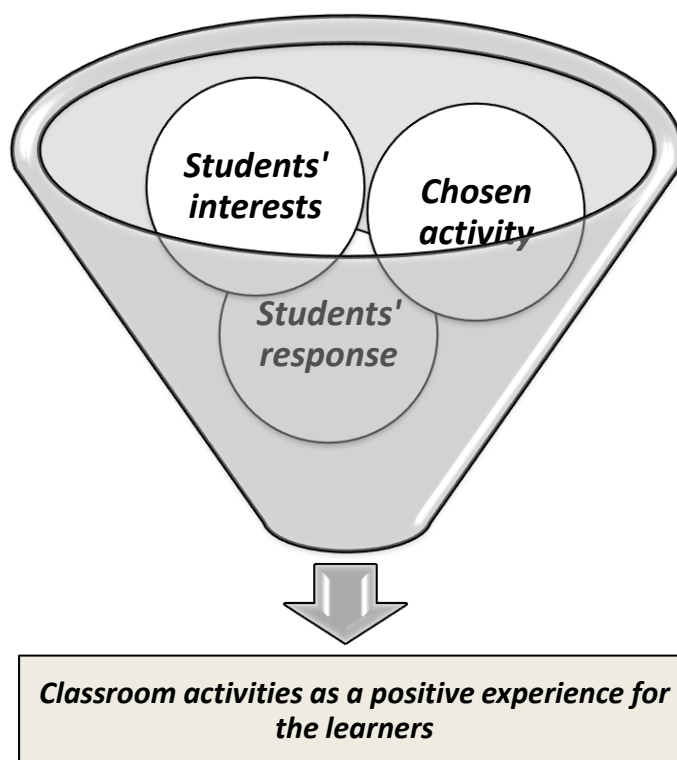 Students'
interests
Chosen
activity
Students'
response
Classroom activities as a positive experience for
the learners